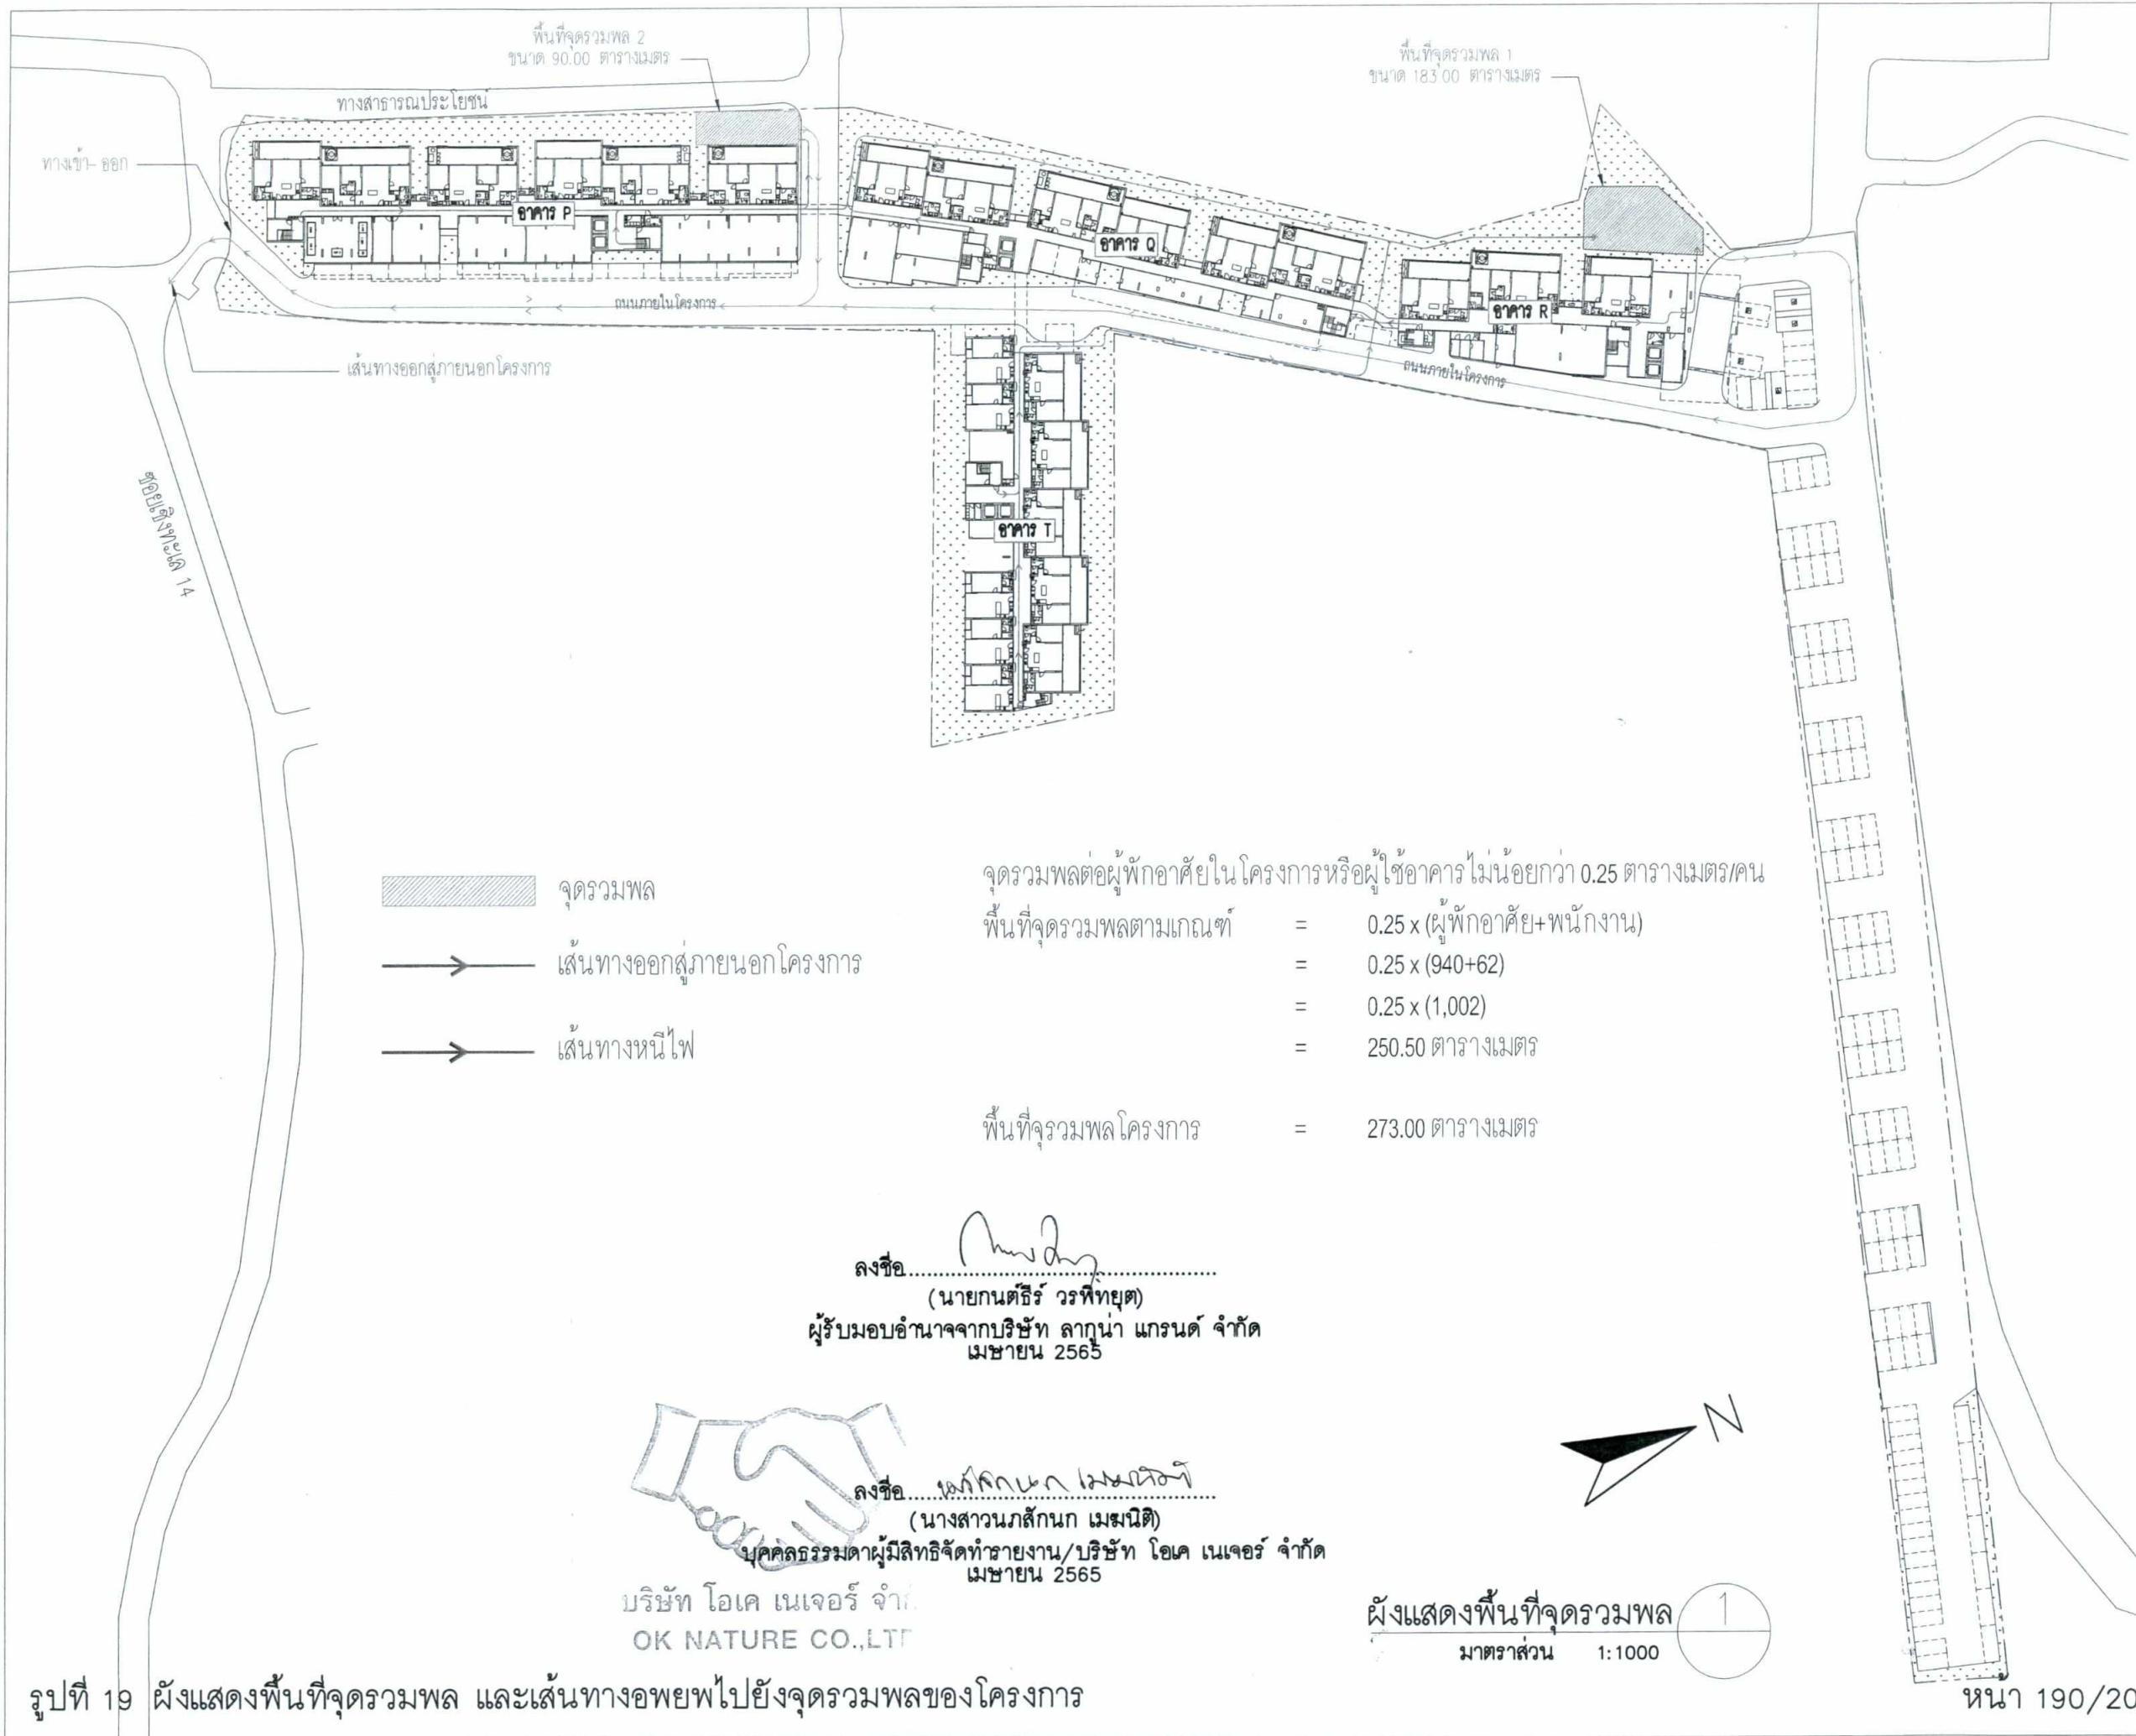 พื้นที่จุดรวมพล 2
ขนาด 90.00 ตารางเมตร
พื้นที่จุดรวมพล 1
ขนาด 183.00 ตารางเมตร
ทางสาธารณประโยชน์
ทางเข้า-ออก
อาคาร P
อาคาร Q
อาคาร R
ถนนภายในโครงการ
ถนนภายในโครงการ
เส้นทางออกสู่ภายนอกโครงการ
อาคาร T
ซอยเชิงทะเล 14
จุดรวมพล
เส้นทางออกสู่ภายนอกโครงการ
เส้นทางหนีไฟ
จุดรวมพลต่อผู้พักอาศัยในโครงการหรือผู้ใช้อาคารไม่น้อยกว่า 0.25 ตารางเมตร/คน
พื้นที่จุดรวมพลตามเกณฑ์ = 0.25 x (ผู้พักอาศัย+พนักงาน)
= 0.25 x (940+62)
= 0.25 x (1,002)
= 250.50 ตารางเมตร
พื้นที่จุรวมพลโครงการ = 273.00 ตารางเมตร
ลงชื่อ
(นายกนต์ธีร์ วรพิทยุต)
ผู้รับมอบอำนาจจากบริษัท ลากูน่า แกรนด์ จำกัด
เมษายน 2565
ลงชื่อ
(นางสาวนภสักนก เมฆนิติ)
บุคคลธรรมดาผู้มีสิทธิจัดทำรายงาน/บริษัท โอเค เนเจอร์ จำกัด
เมษายน 2565
บริษัท โอเค เนเจอร์
OK NATURE CO.,LT
N
ผังแสดงพื้นที่จุดรวมพล 1
มาตราส่วน 1:1000
รูปที่ 19 ผังแสดงพื้นที่จุดรวมพล และเส้นทางอพยพไปยังจุดรวมพลของโครงการ
หน้า 190/20